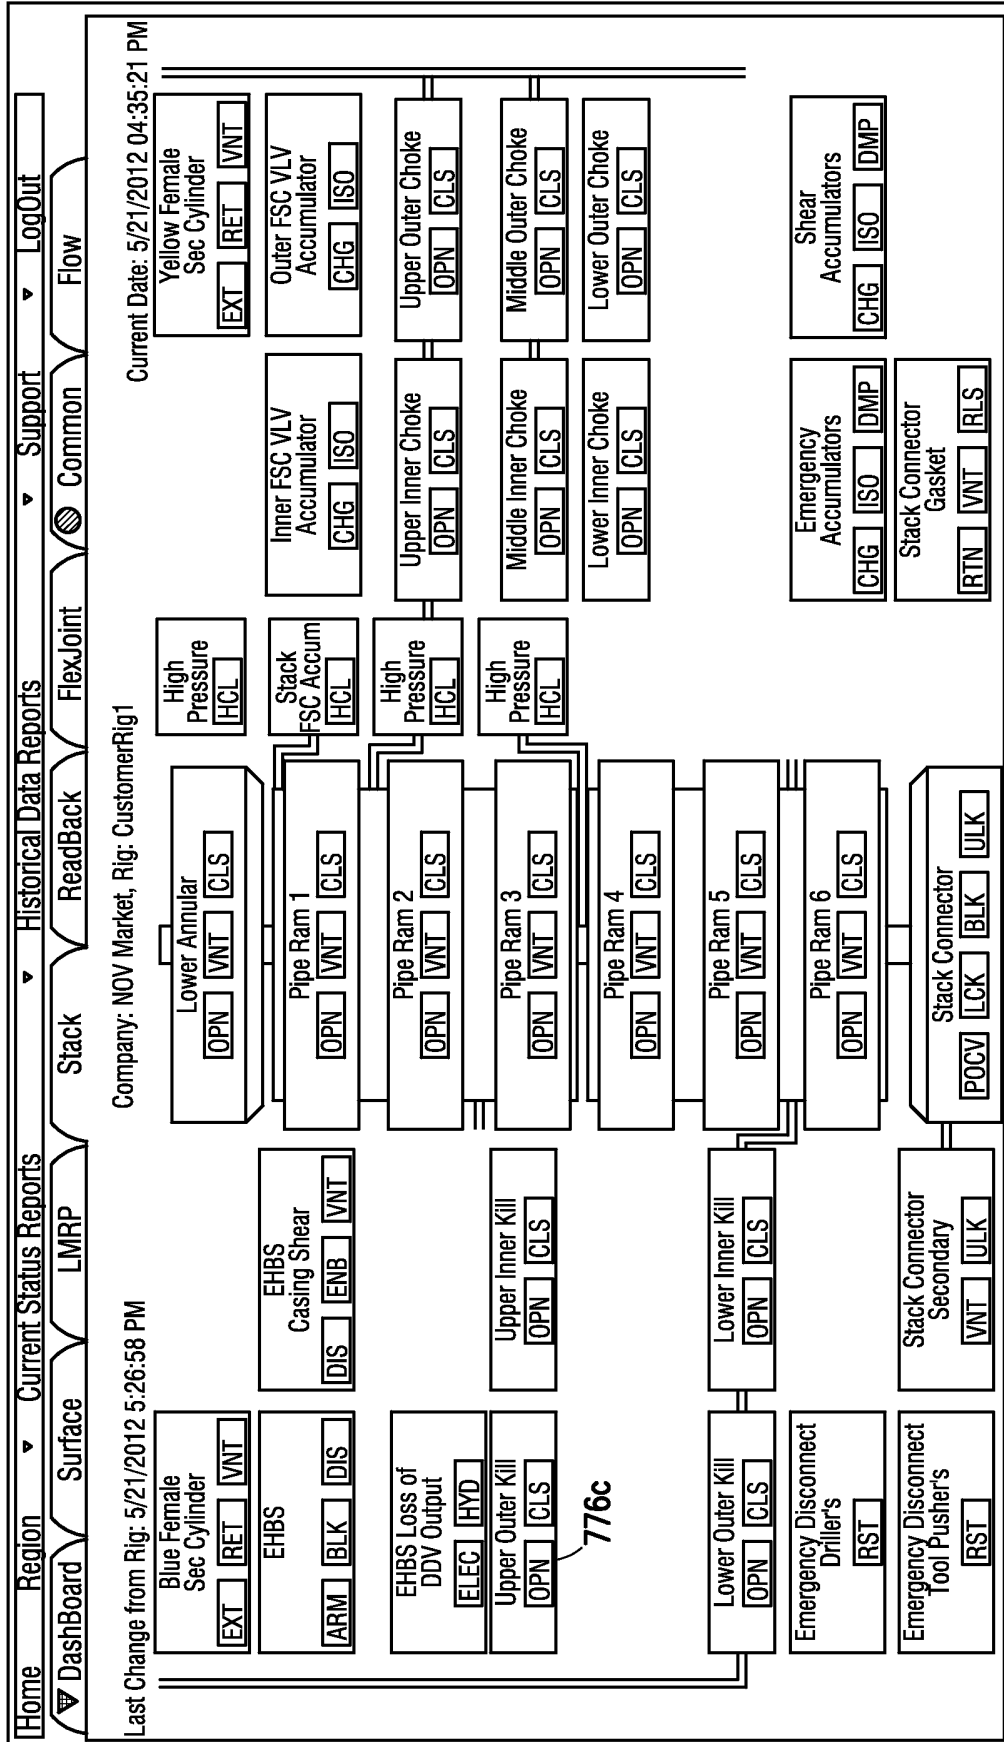 Home Region Current Status Reports Historical Data Reports Support LogOut
DashBoard Surface LMRP Stack ReadBack FlexJoint Common Flow
Company: NOV Market, Rig: CustomerRig1
Last Change from Rig: 5/21/2012 5:26:58 PM
Current Date: 5/21/2012 04:35:21 PM
Blue Female
Sec Cylinder
EXT RET VNT
EHBS
ARM BLK DIS
EHBS
Casing Shear
DIS ENB VNT
EHBS Loss of
DDV Output
ELEC HYD
Upper Outer Kill
OPN CLS
776c
Upper Inner Kill
OPN CLS
Lower Outer Kill
OPN CLS
Lower Inner Kill
OPN CLS
Emergency Disconnect
Driller's
RST
Emergency Disconnect
Tool Pusher's
RST
Stack Connector
Secondary
VNT ULK
Lower Annular
OPN VNT CLS
Pipe Ram 1
OPN VNT CLS
Pipe Ram 2
OPN VNT CLS
Pipe Ram 3
OPN VNT CLS
Pipe Ram 4
OPN VNT CLS
Pipe Ram 5
OPN VNT CLS
Pipe Ram 6
OPN VNT CLS
Stack Connector
POCV LCK BLK ULK
High
Pressure
HCL
Stack
FSC Accum
HCL
High
Pressure
HCL
High
Pressure
HCL
Yellow Female
Sec Cylinder
EXT RET VNT
Inner FSC VLV
Accumulator
CHG ISO
Outer FSC VLV
Accumulator
CHG ISO
Upper Inner Choke
OPN CLS
Upper Outer Choke
OPN CLS
Middle Inner Choke
OPN CLS
Middle Outer Choke
OPN CLS
Lower Inner Choke
OPN CLS
Lower Outer Choke
OPN CLS
Emergency
Accumulators
CHG ISO DMP
Shear
Accumulators
CHG ISO DMP
Stack Connector
Gasket
RTN VNT RLS